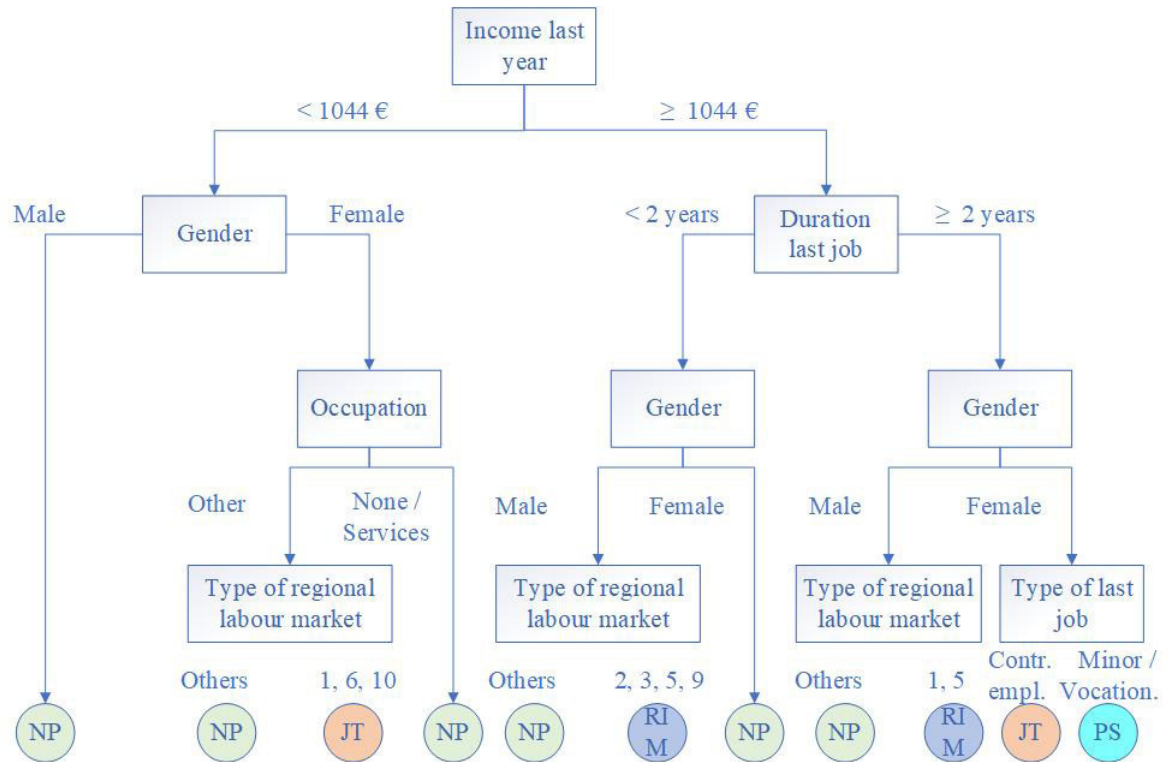 Income last
year
< 1044 €
≥ 1044 €
Male
Gender
Female
< 2 years
Duration
last job
≥ 2 years
Occupation
Gender
Gender
Other
None /
Services
Male
Female
Male
Female
Type of regional
labour market
Type of regional
labour market
Type of regional
labour market
Type of last
job
Others
1, 6, 10
Others
2, 3, 5, 9
Others
1, 5
Contr.
empl.
Minor /
Vocation.
NP
NP
JT
NP
NP
RI
M
NP
NP
RI
M
JT
PS